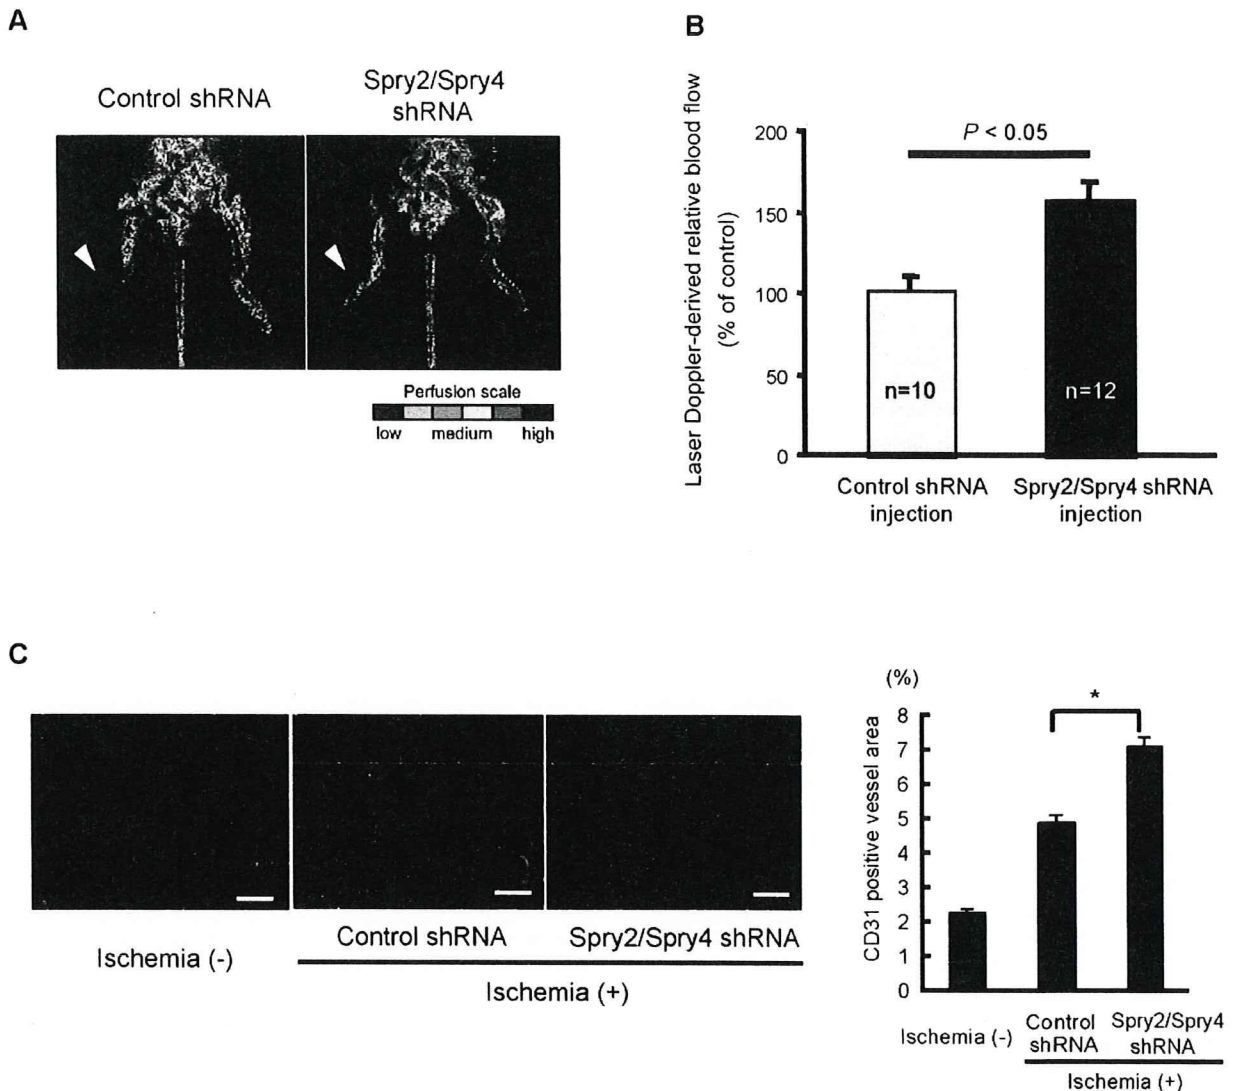 A
Control shRNA
Spry2/Spry4
shRNA
Perfusion scale
low medium high
B
Laser Doppler-derived relative blood flow
(% of control)
200
150
100
50
0
P < 0.05
n=10
n=12
Control shRNA
injection
Spry2/Spry4 shRNA
injection
C
Ischemia (-)
Control shRNA
Spry2/Spry4 shRNA
Ischemia (+)
(%)
CD31 positive vessel area
8
7
6
5
4
3
2
1
0
*
Ischemia (-)
Control
shRNA
Spry2/Spry4
shRNA
Ischemia (+)